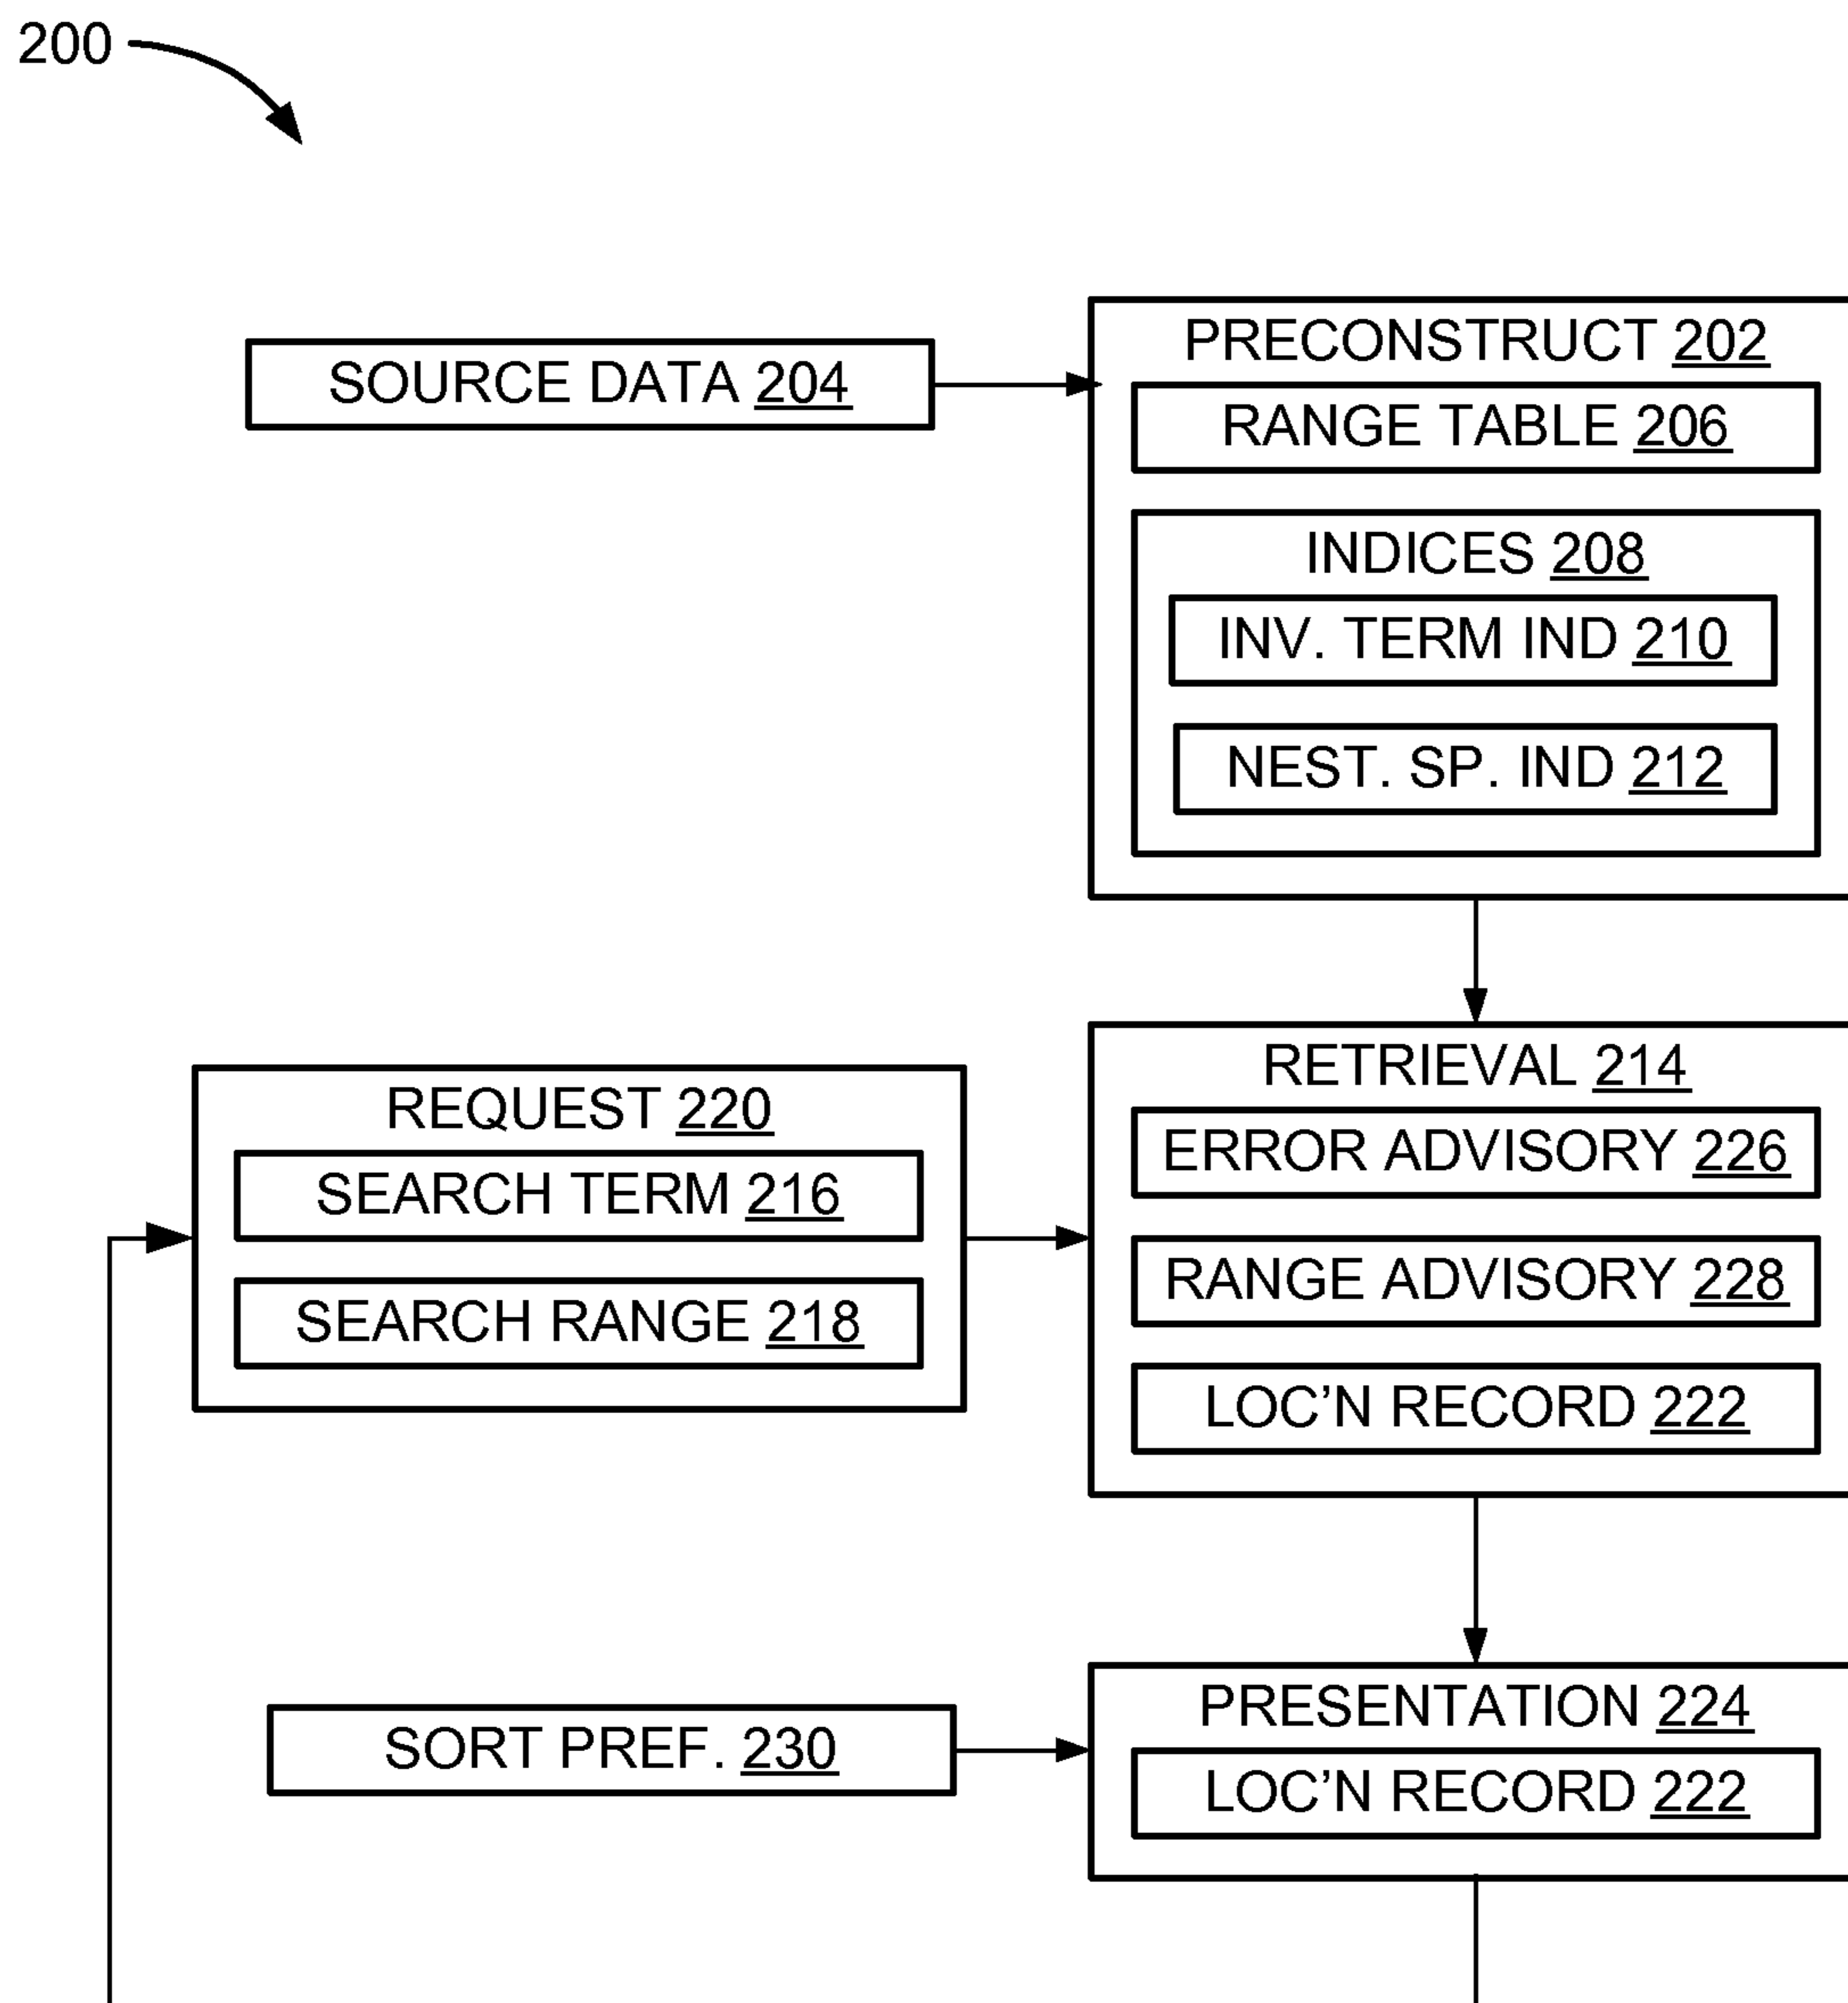 200
PRECONSTRUCT 202
SOURCE DATA 204
RANGE TABLE 206
INDICES 208
INV. TERM IND 210
NEST. SP. IND 212
RETRIEVAL 214
REQUEST 220
ERROR ADVISORY 226
SEARCH TERM 216
RANGE ADVISORY 228
SEARCH RANGE 218
LOC’N RECORD 222
PRESENTATION 224
SORT PREF. 230
LOC’N RECORD 222